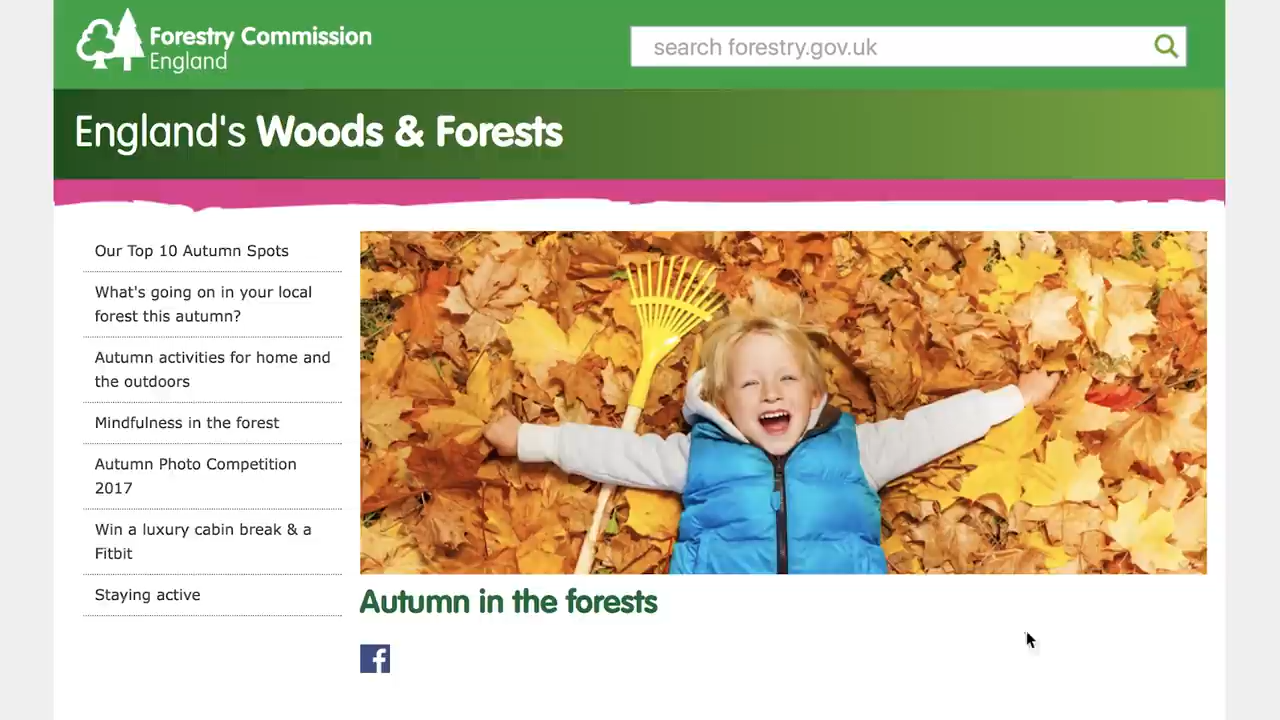 Forestry Commission
England
search forestry.gov.uk
England's Woods & Forests
Our Top 10 Autumn Spots
What's going on in your local
forest this autumn?
Autumn activities for home and
the outdoors
Mindfulness in the forest
Autumn Photo Competition
2017
Win a luxury cabin break & a
Fitbit
Staying active
Autumn in the forests
f